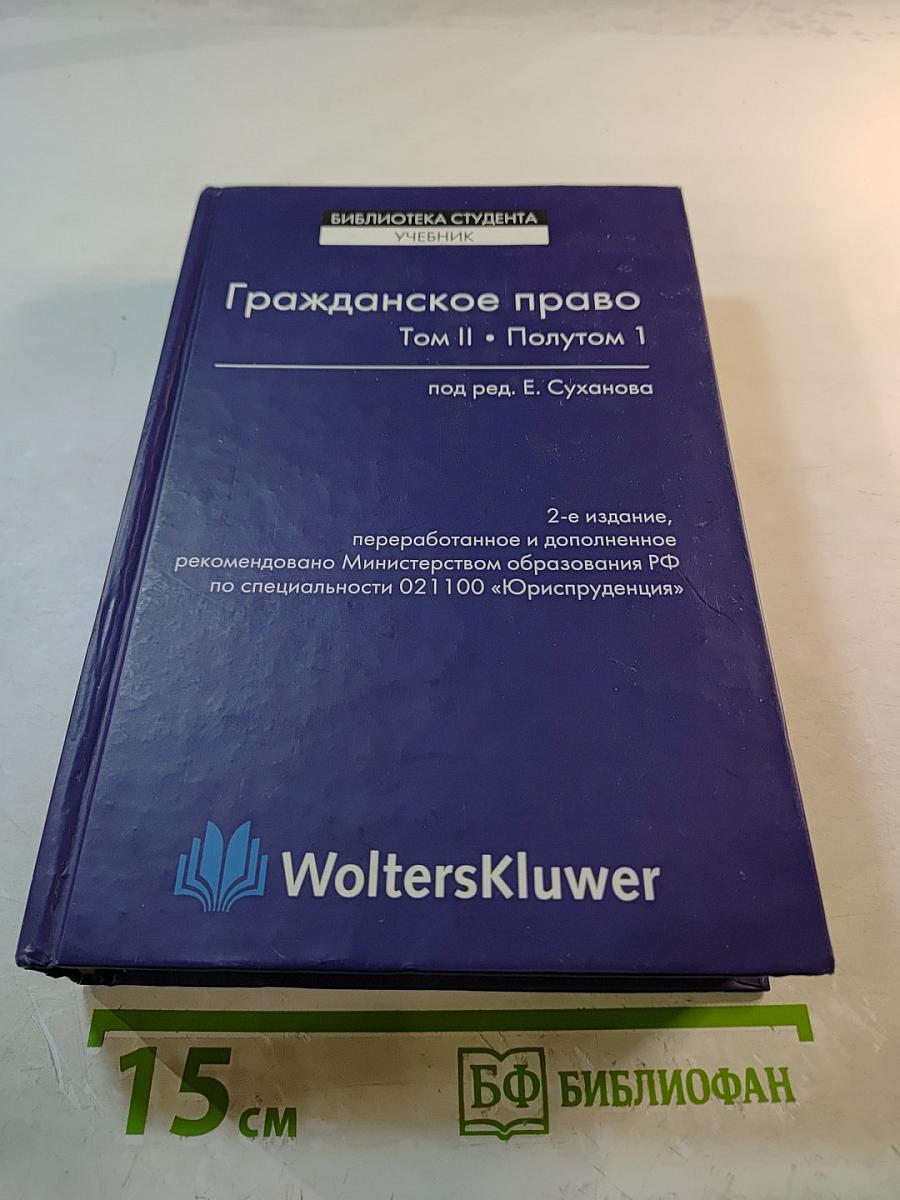 БИБЛИОТЕКА СТУДЕНТА
УЧЕБНИК
Гражданское право
Том II • Полутом 1
под ред. Е. Суханова
2-е издание,
переработанное и дополненное
рекомендовано Министерством образования РФ
по специальности 021100 «Юриспруденция»
WoltersKluwer
15 см
БФ БИБЛИОФАН